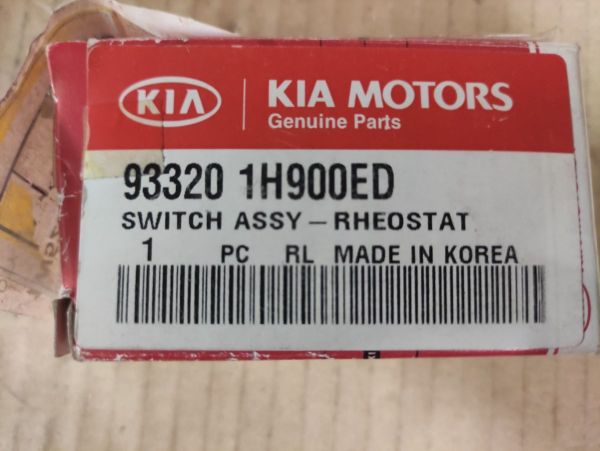 KIA
KIA MOTORS
Genuine Parts
93320 1H900ED
SWITCH ASSY – RHEOSTAT
1 PC RL MADE IN KOREA